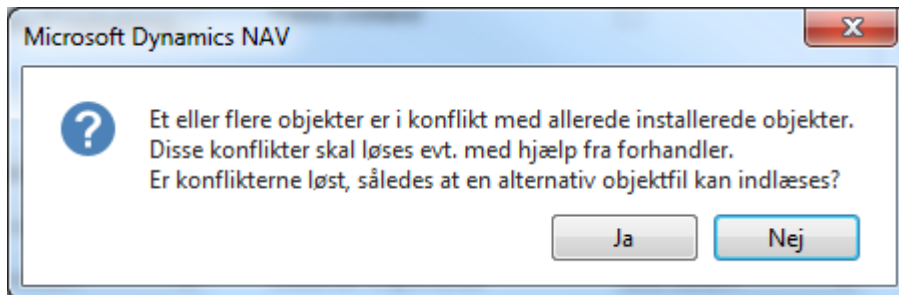 Microsoft Dynamics NAV
Et eller flere objekter er i konflikt med allerede installerede objekter.
Disse konflikter skal løses evt. med hjælp fra forhandler.
Er konflikterne løst, således at en alternativ objektfil kan indlæses?
Ja
Nej